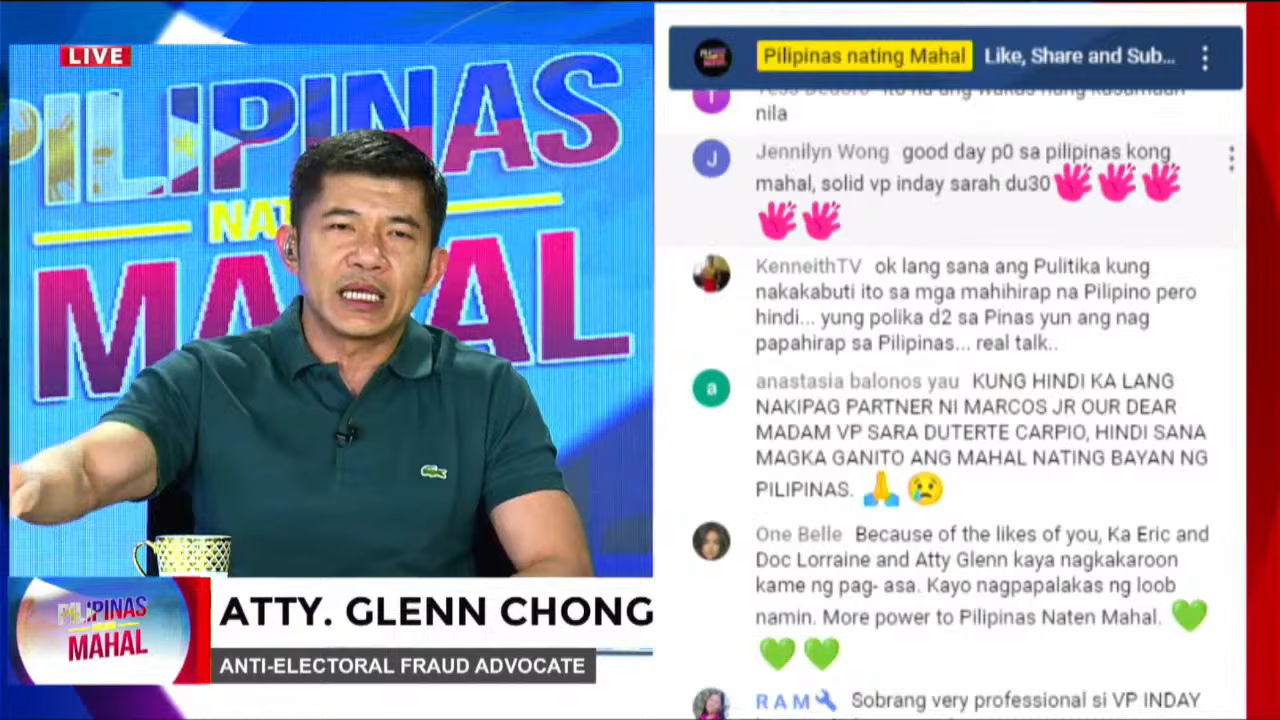 LIVE
PILIPINAS
NAT
MAHAL
PILIPINAS
MAHAL
ATTY. GLENN CHONG
ANTI-ELECTORAL FRAUD ADVOCATE
Pilipinas nating Mahal Like, Share and Sub...
nila
J Jennilyn Wong good day p0 sa pilipinas kong
mahal, solid vp inday sarah du30
KenneithTV ok lang sana ang Pulitika kung
nakakabuti ito sa mga mahihirap na Pilipino pero
hindi... yung polika d2 sa Pinas yun ang nag
papahirap sa Pilipinas... real talk..
a anastasia balonos yau KUNG HINDI KA LANG
NAKIPAG PARTNER NI MARCOS JR OUR DEAR
MADAM VP SARA DUTERTE CARPIO, HINDI SANA
MAGKA GANITO ANG MAHAL NATING BAYAN NG
PILIPINAS. 🙏 😢
One Belle Because of the likes of you, Ka Eric and
Doc Lorraine and Atty Glenn kaya nagkakaroon
kame ng pag- asa. Kayo nagpapalakas ng loob
namin. More power to Pilipinas Naten Mahal. 💚
💚💚
R A M Sobrang very professional si VP INDAY